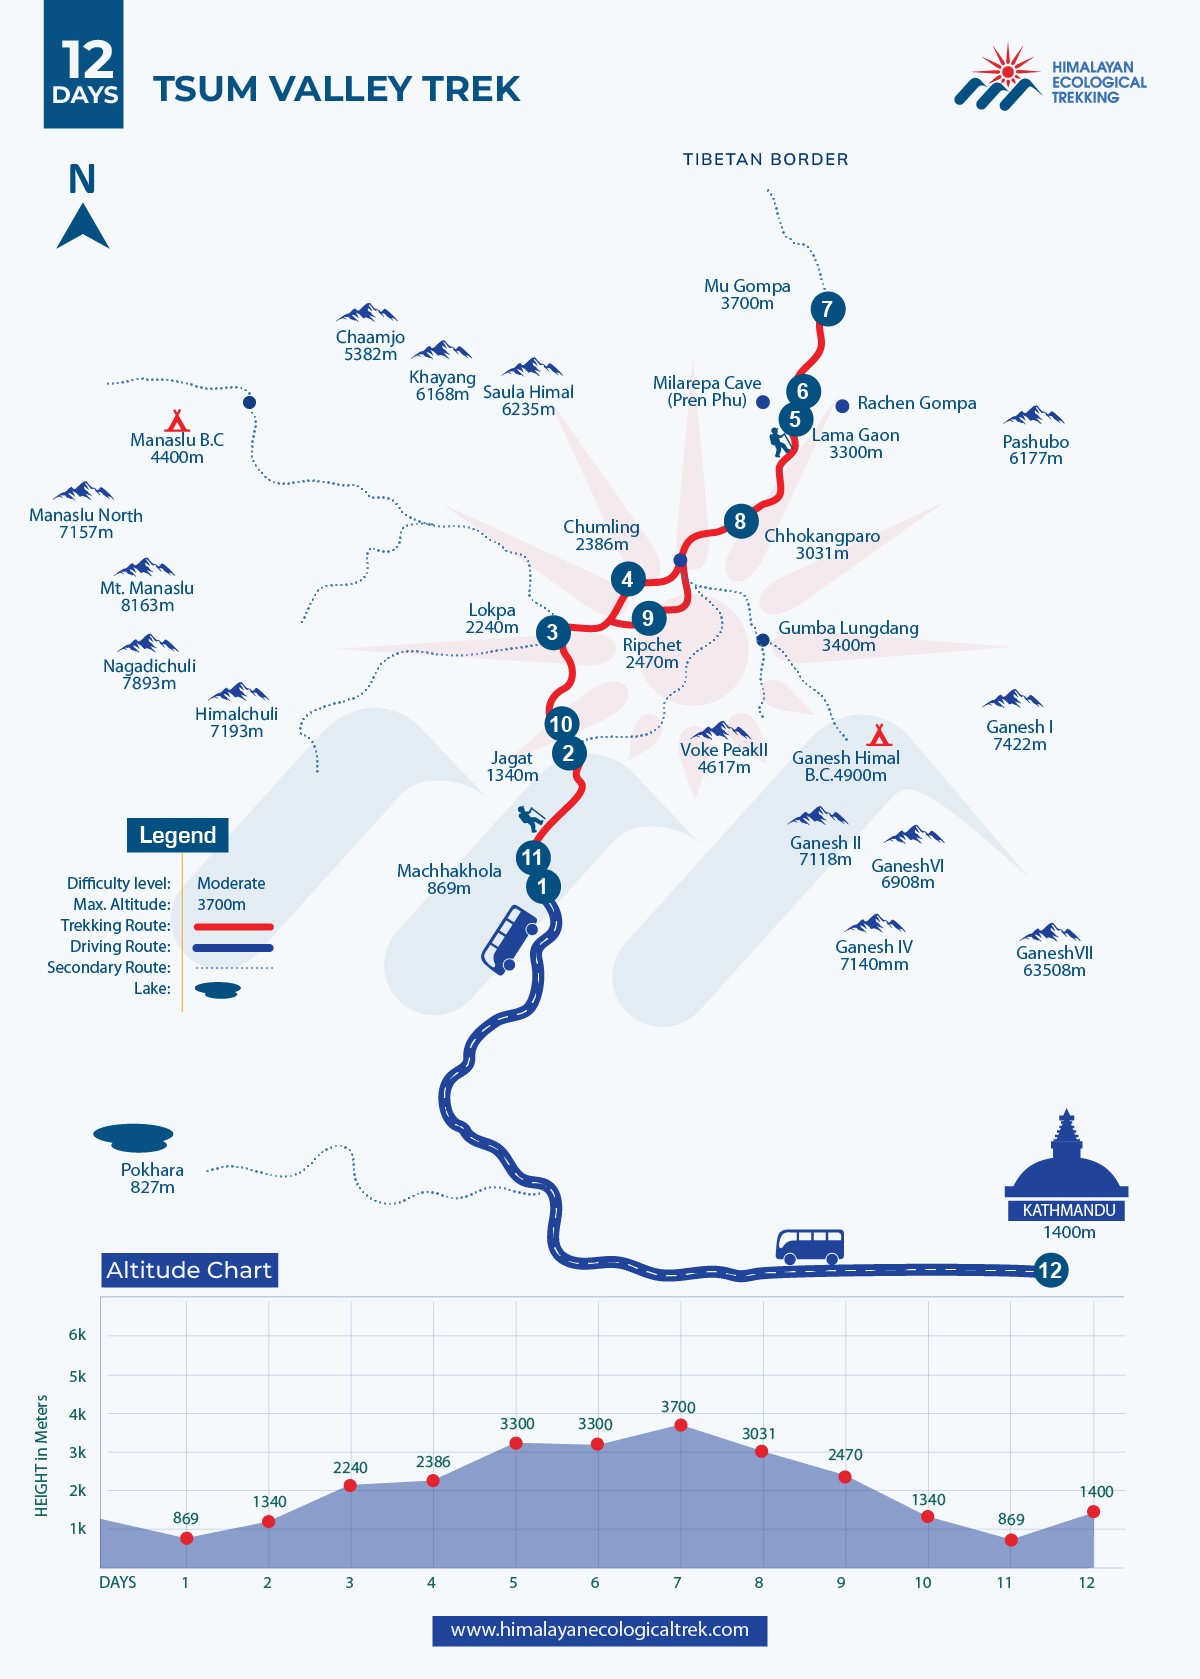 12
DAYS
TSUM VALLEY TREK
HIMALAYAN
ECOLOGICAL
TREKKING
N
TIBETAN BORDER
Mu Gompa
3700m
7
Chaamjo
5382m
Khayang
6168m
Saula Himal
6235m
Milarepa Cave
(Pren Phu)
6
5
Rachen Gompa
Lama Gaon
3300m
Pashubo
6177m
Manaslu B.C
4400m
Manaslu North
7157m
Chumling
2386m
8
Chhokangparo
3031m
Mt. Manaslu
8163m
4
Lokpa
2240m
3
9
Ripchet
2470m
Gumba Lungdang
3400m
Nagadichuli
7893m
Himalchuli
7193m
10
2
Jagat
1340m
Voke PeakII
4617m
Ganesh Himal
B.C.4900m
Ganesh I
7422m
Ganesh II
7118m
GaneshVI
6908m
Machhakhola
869m
11
1
Ganesh IV
7140mm
GaneshVII
63508m
Legend
Difficulty level: Moderate
Max. Altitude: 3700m
Trekking Route:
Driving Route:
Secondary Route:
Lake:
Pokhara
827m
KATHMANDU
1400m
12
Altitude Chart
HEIGHT in Meters
6k
5k
4k
3k
2k
1k
869
1340
2240
2386
3300
3300
3700
3031
2470
1340
869
1400
DAYS 1 2 3 4 5 6 7 8 9 10 11 12
www.himalayanecologicaltrek.com